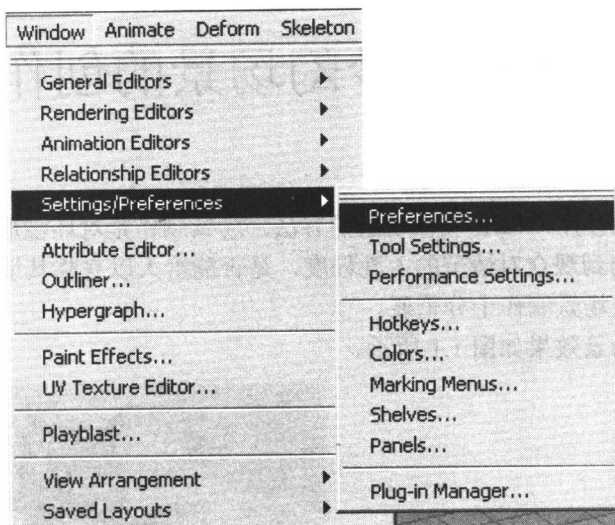 Window Animate Deform Skeleton
General Editors
Rendering Editors
Animation Editors
Relationship Editors
Settings/Preferences
Attribute Editor...
Outliner...
Hypergraph...
Paint Effects...
UV Texture Editor...
Playblast...
View Arrangement
Saved Layouts
Preferences...
Tool Settings...
Performance Settings...
Hotkeys...
Colors...
Marking Menus...
Shelves...
Panels...
Plug-in Manager...